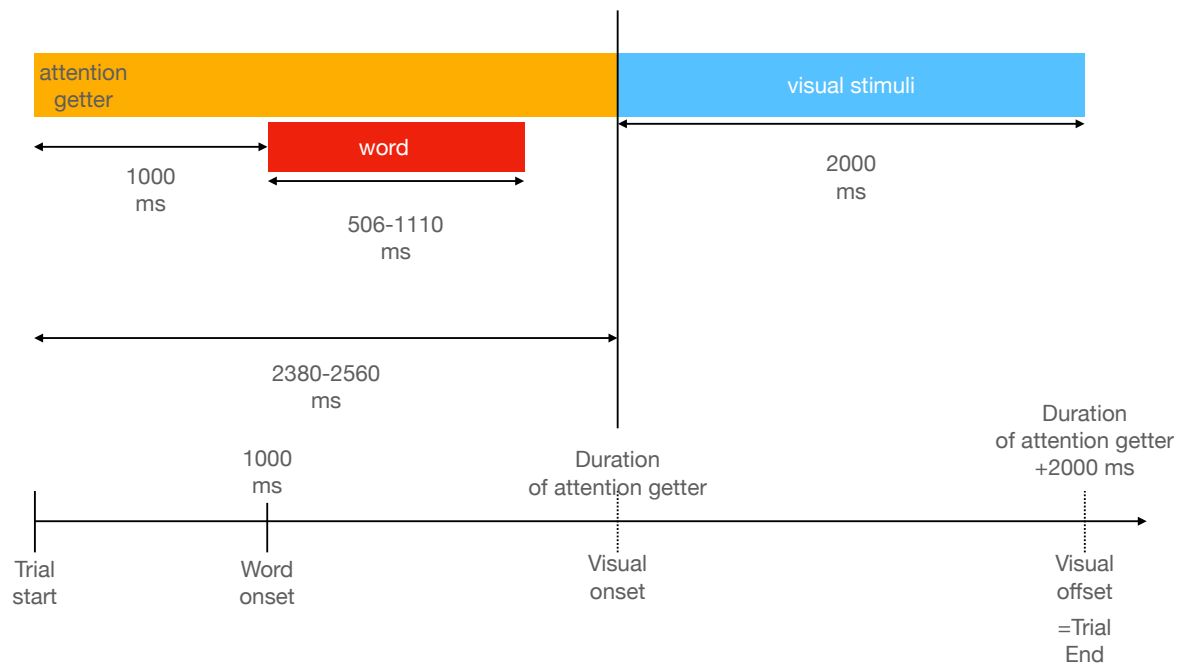 attention
getter
visual stimuli
word
1000
ms
2000
ms
506-1110
ms
2380-2560
ms
1000
ms
Duration
of attention getter
Duration
of attention getter
+2000 ms
Trial
start
Word
onset
Visual
onset
Visual
offset
=Trial
End